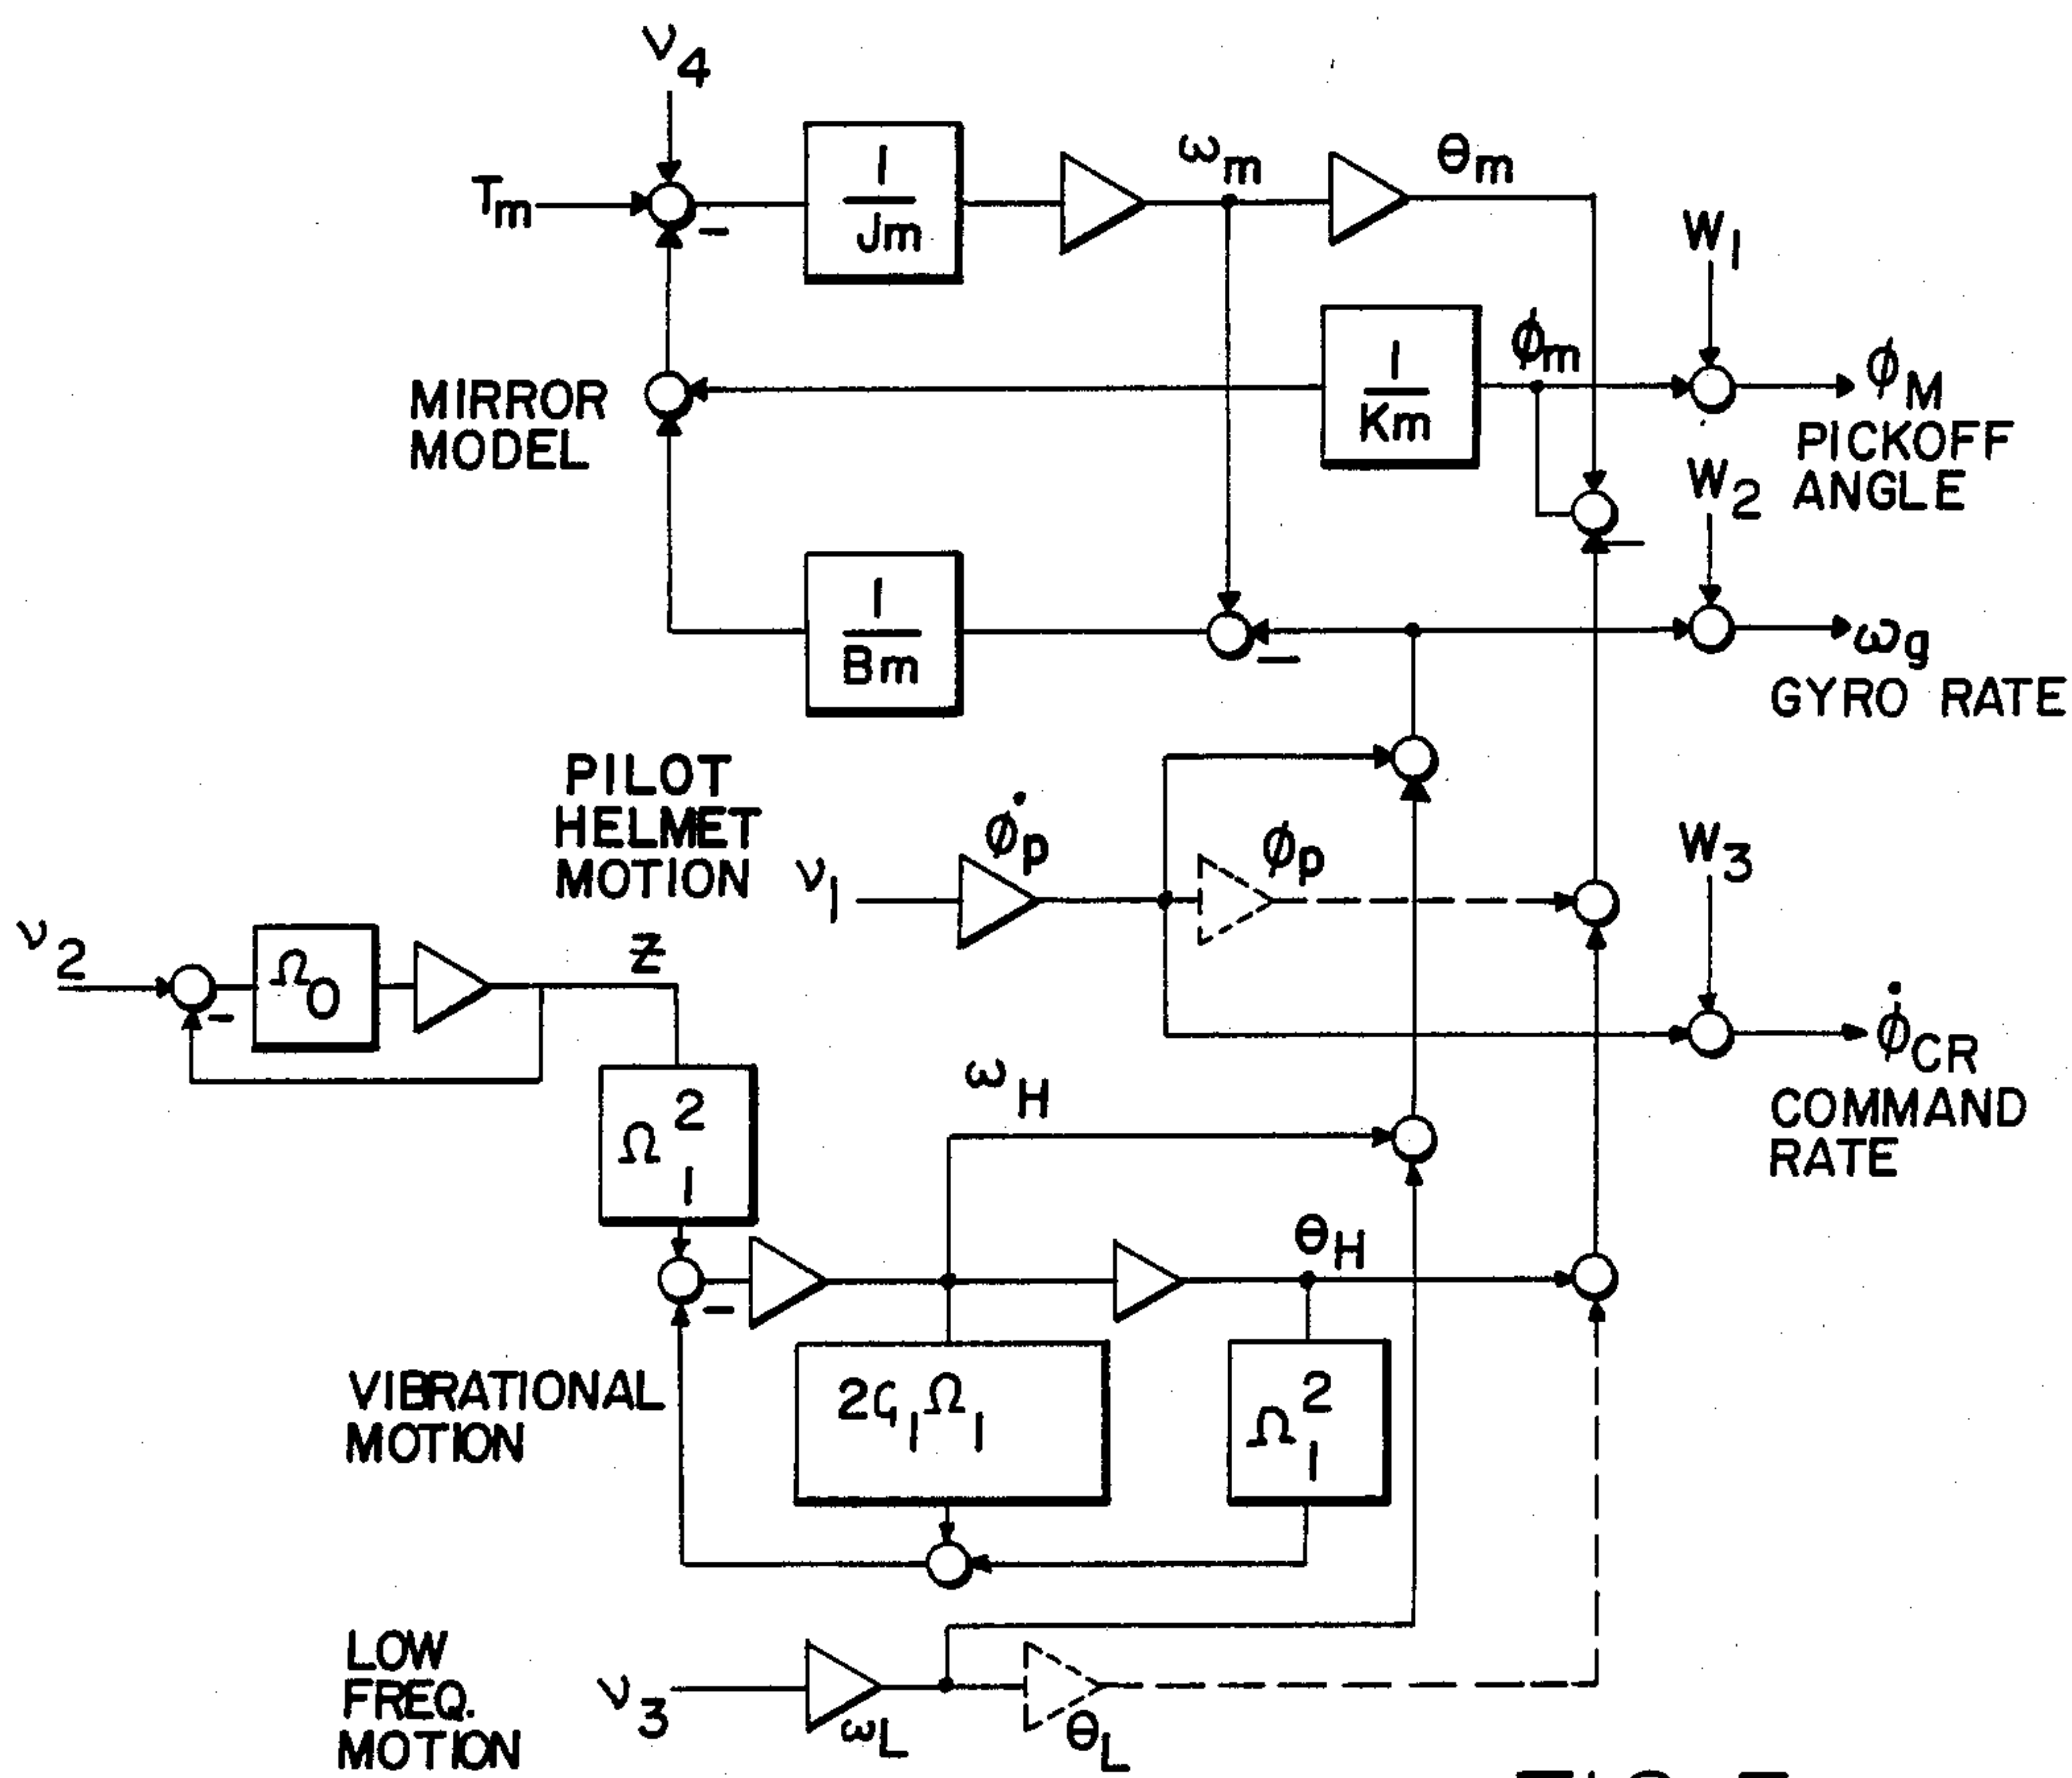 ν4
Tm
1
Jm
ωm
θm
W1
MIRROR
MODEL
1
Km
ϕm
ϕM
PICKOFF
ANGLE
W2
1
Bm
ωg
GYRO RATE
PILOT
HELMET
MOTION
ν1
ϕ̇p
ϕp
W3
ν2
Ω0
Z
ϕ̇CR
COMMAND
RATE
Ω1²
ωH
θH
VIBRATIONAL
MOTION
2ζ1Ω1
Ω1²
LOW
FREQ.
MOTION
ν3
ωL
θL